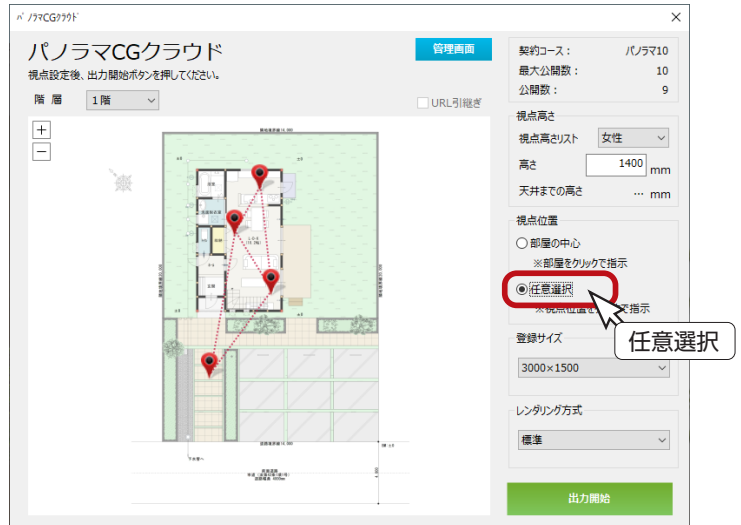 パノラマCGクラウド
パノラマCGクラウド
視点設定後、出力開始ボタンを押してください。
管理画面
階 層
1階
URL引継ぎ
+
−
契約コース：
パノラマ10
最大公開数：
10
公開数：
9
視点高さ
視点高さリスト
女性
高さ
1400
mm
天井までの高さ
… mm
視点位置
部屋の中心
※部屋をクリックで指示
任意選択
で指示
任意選択
登録サイズ
3000×1500
レンダリング方式
標準
出力開始